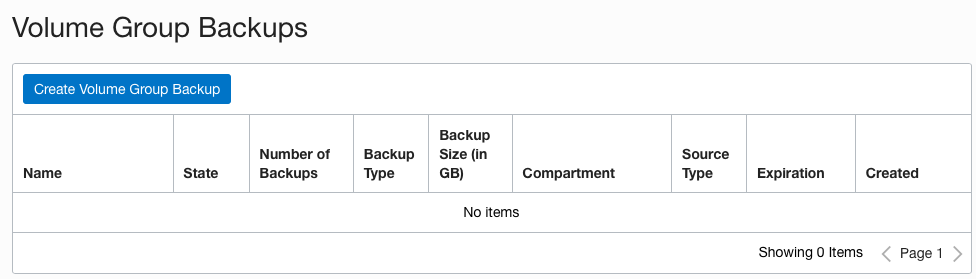 Volume Group Backups
Create Volume Group Backup
Name State Number of Backups Backup Type Backup Size (in GB) Compartment Source Type Expiration Created
No items
Showing 0 Items Page 1